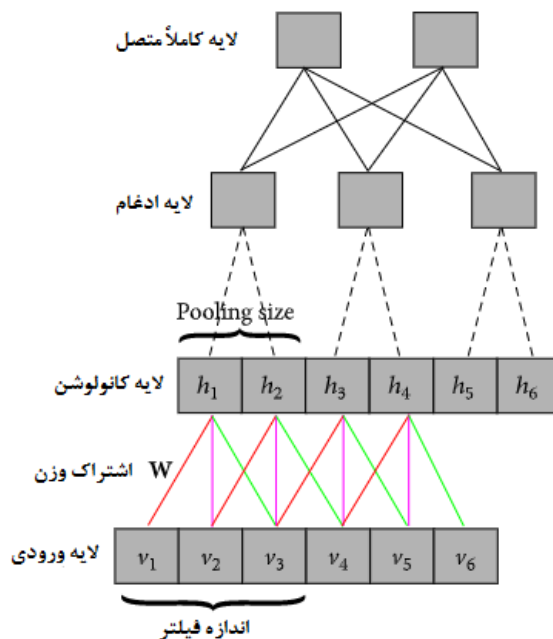 لایه کاملاً متصل
لایه ادغام
Pooling size
لایه کانولوشن
h1 h2 h3 h4 h5 h6
اشتراک وزن W
لایه ورودی
v1 v2 v3 v4 v5 v6
اندازه فیلتر